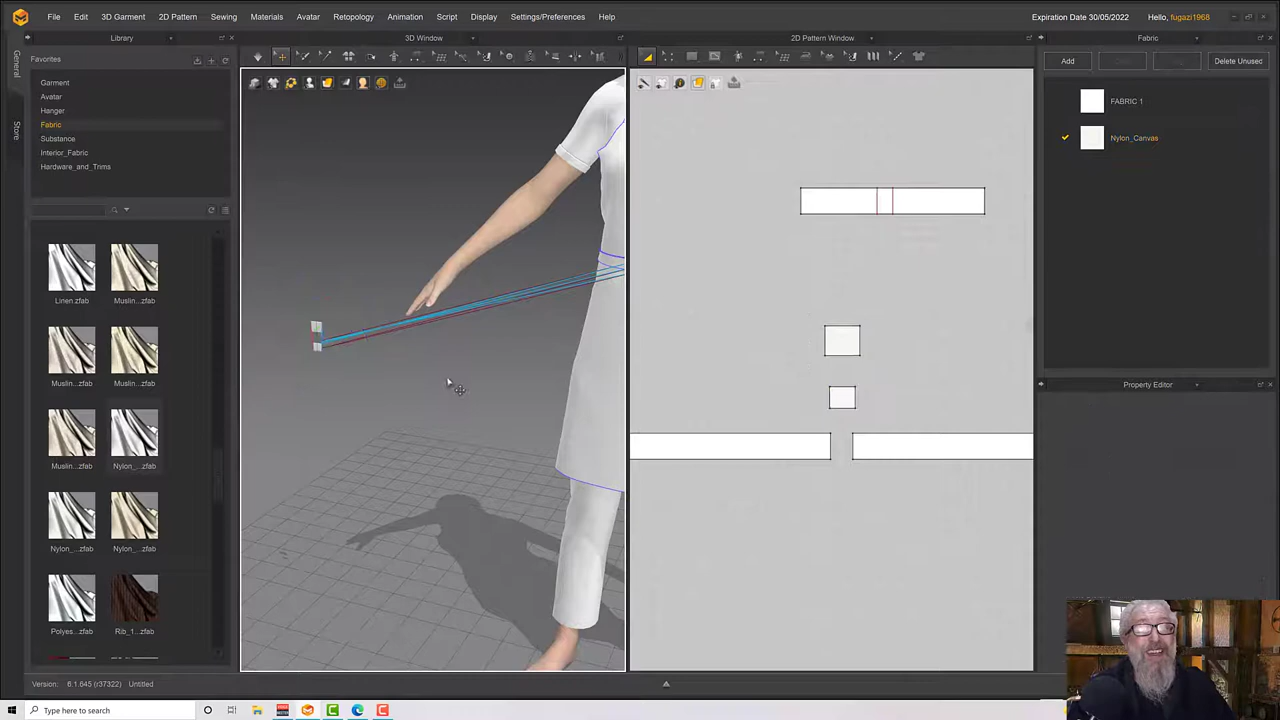 File Edit 3D Garment 2D Pattern Sewing Materials Avatar Retopology Animation Script Display Settings/Preferences Help
Expiration Date 30/05/2022 Hello, fugazi1968
Library
3D Window
2D Pattern Window
Fabric
General
Store
Favorites
Garment
Avatar
Hanger
Fabric
Substance
Interior_Fabric
Hardware_and_Trims
Linen.zfab
Muslin...zfab
Muslin...zfab
Muslin...zfab
Muslin...zfab
Nylon_...zfab
Nylon_...zfab
Nylon_...zfab
Polyes...zfab
Rib_1...zfab
Add
Delete Unused
FABRIC 1
Nylon_Canvas
Property Editor
Version: 6.1.645 (r37322) Untitled
Type here to search